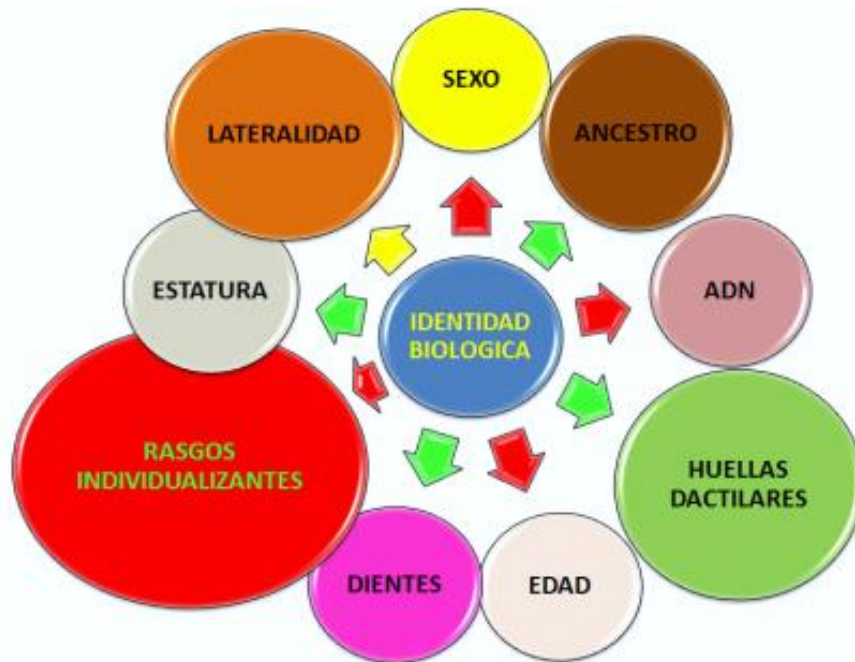 SEXO
LATERALIDAD
ANCESTRO
ESTATURA
ADN
IDENTIDAD
BIOLOGICA
RASGOS
INDIVIDUALIZANTES
HUELLAS
DACTILARES
DIENTES
EDAD